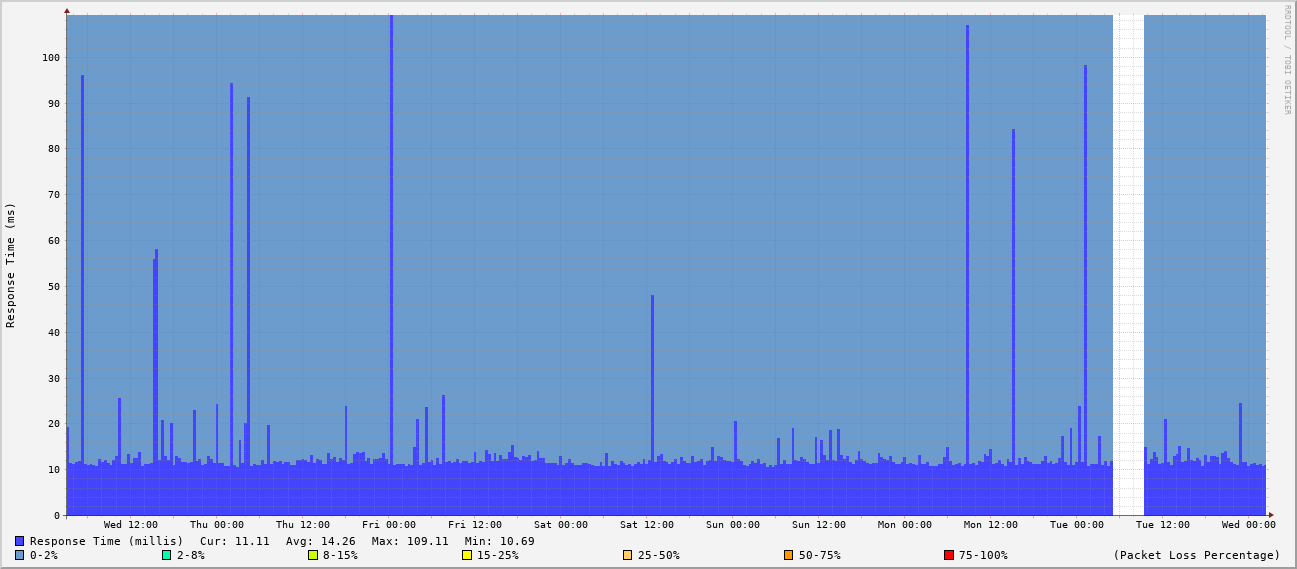 RRDTOOL / TOBI OETIKER
Response Time (ms)
100
90
80
70
60
50
40
30
20
10
0
Wed 12:00 Thu 00:00 Thu 12:00 Fri 00:00 Fri 12:00 Sat 00:00 Sat 12:00 Sun 00:00 Sun 12:00 Mon 00:00 Mon 12:00 Tue 00:00 Tue 12:00 Wed 00:00
Response Time (millis) Cur: 11.11 Avg: 14.26 Max: 109.11 Min: 10.69
0-2% 2-8% 8-15% 15-25% 25-50% 50-75% 75-100% (Packet Loss Percentage)